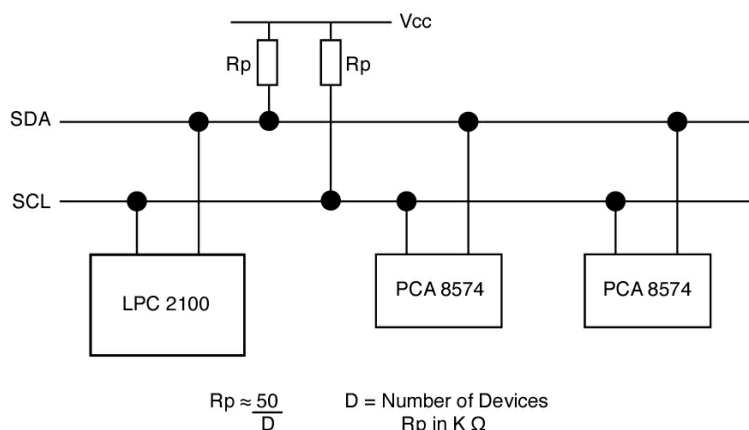 Vcc
Rp Rp
SDA
SCL
LPC 2100 PCA 8574 PCA 8574
Rp ≈ 50 D = Number of Devices
D Rp in K Ω